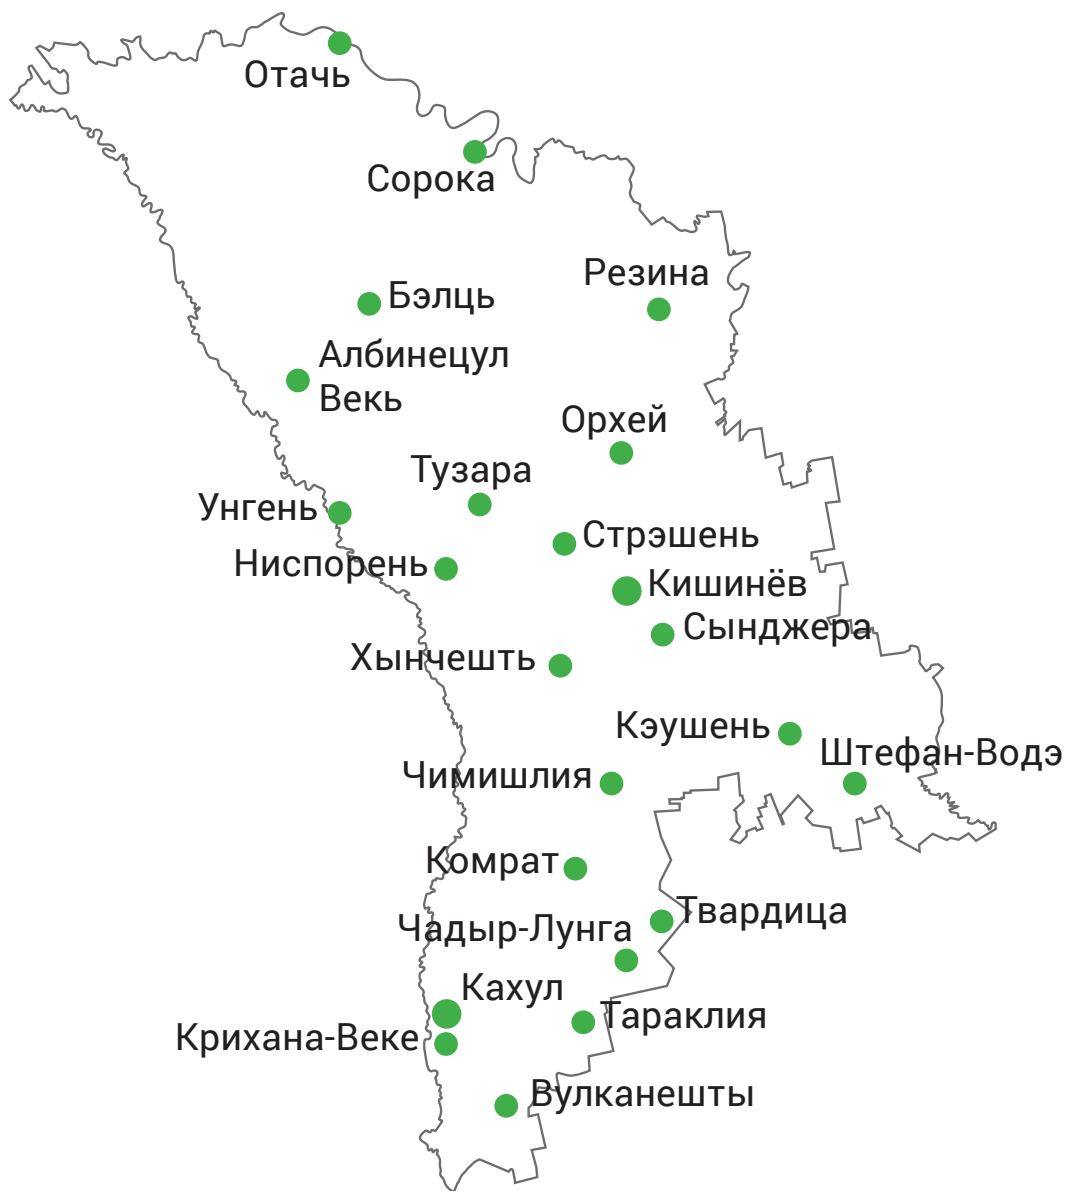 Отачь
Сорока
Резина
Бэлць
Албинецул
Векь
Орхей
Тузара
Унгень
Стрэшень
Ниспорень
Кишинёв
Сынджера
Хынчешть
Кэушень
Штефан-Водэ
Чимишлия
Комрат
Твардица
Чадыр-Лунга
Кахул
Тараклия
Крихана-Веке
Вулканешты